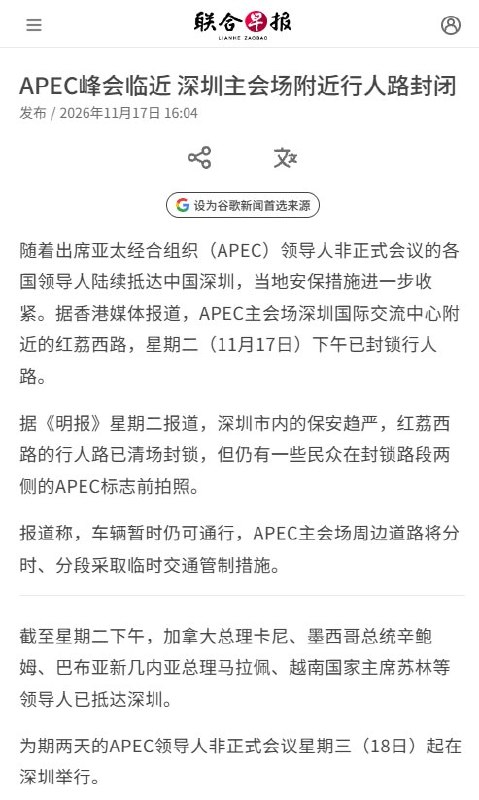 联合早报
LIANHE ZAOBAO
APEC峰会临近 深圳主会场附近行人路封闭
发布 / 2026年11月17日 16:04
设为谷歌新闻首选来源
随着出席亚太经合组织（APEC）领导人非正式会议的各
国领导人陆续抵达中国深圳，当地安保措施进一步收
紧。据香港媒体报道，APEC主会场深圳国际交流中心附
近的红荔西路，星期二（11月17日）下午已封锁行人
路。
据《明报》星期二报道，深圳市内的保安趋严，红荔西
路的行人路已清场封锁，但仍有一些民众在封锁路段两
侧的APEC标志前拍照。
报道称，车辆暂时仍可通行，APEC主会场周边道路将分
时、分段采取临时交通管制措施。
截至星期二下午，加拿大总理卡尼、墨西哥总统辛鲍
姆、巴布亚新几内亚总理马拉佩、越南国家主席苏林等
领导人已抵达深圳。
为期两天的APEC领导人非正式会议星期三（18日）起在
深圳举行。